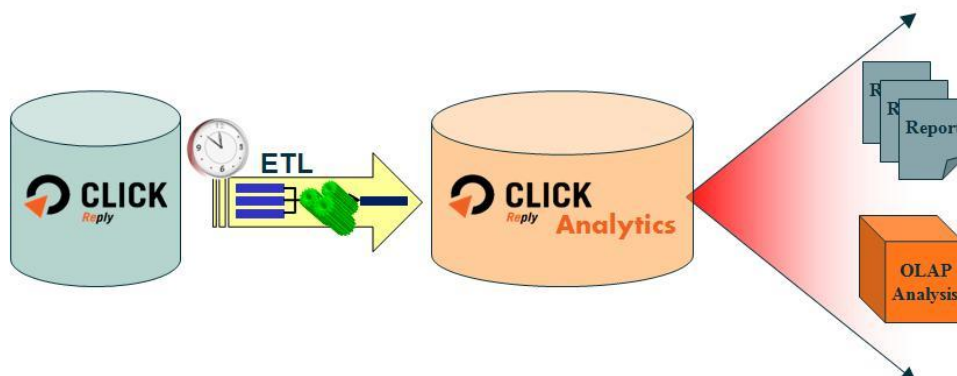 CLICK
Reply
ETL
CLICK
Reply
Analytics
R
R
Report
OLAP
Analysis